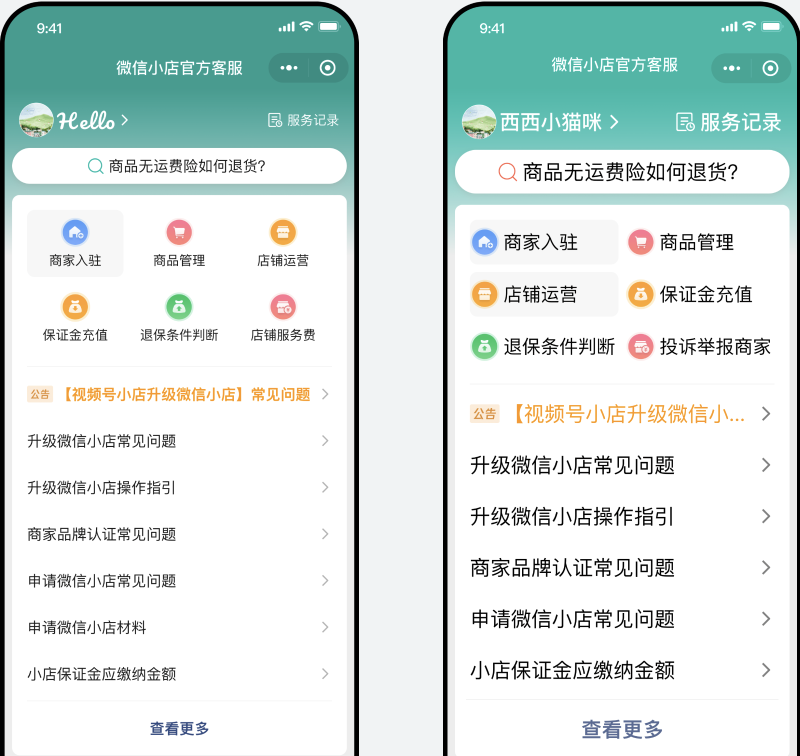 9:41
微信小店官方客服
Hello
服务记录
商品无运费险如何退货?
商家入驻
商品管理
店铺运营
保证金充值
退保条件判断
店铺服务费
公告 【视频号小店升级微信小店】常见问题
升级微信小店常见问题
升级微信小店操作指引
商家品牌认证常见问题
申请微信小店常见问题
申请微信小店材料
小店保证金应缴纳金额
查看更多
9:41
微信小店官方客服
西西小猫咪
服务记录
商品无运费险如何退货?
商家入驻
商品管理
店铺运营
保证金充值
退保条件判断
投诉举报商家
公告 【视频号小店升级微信小...
升级微信小店常见问题
升级微信小店操作指引
商家品牌认证常见问题
申请微信小店常见问题
小店保证金应缴纳金额
查看更多